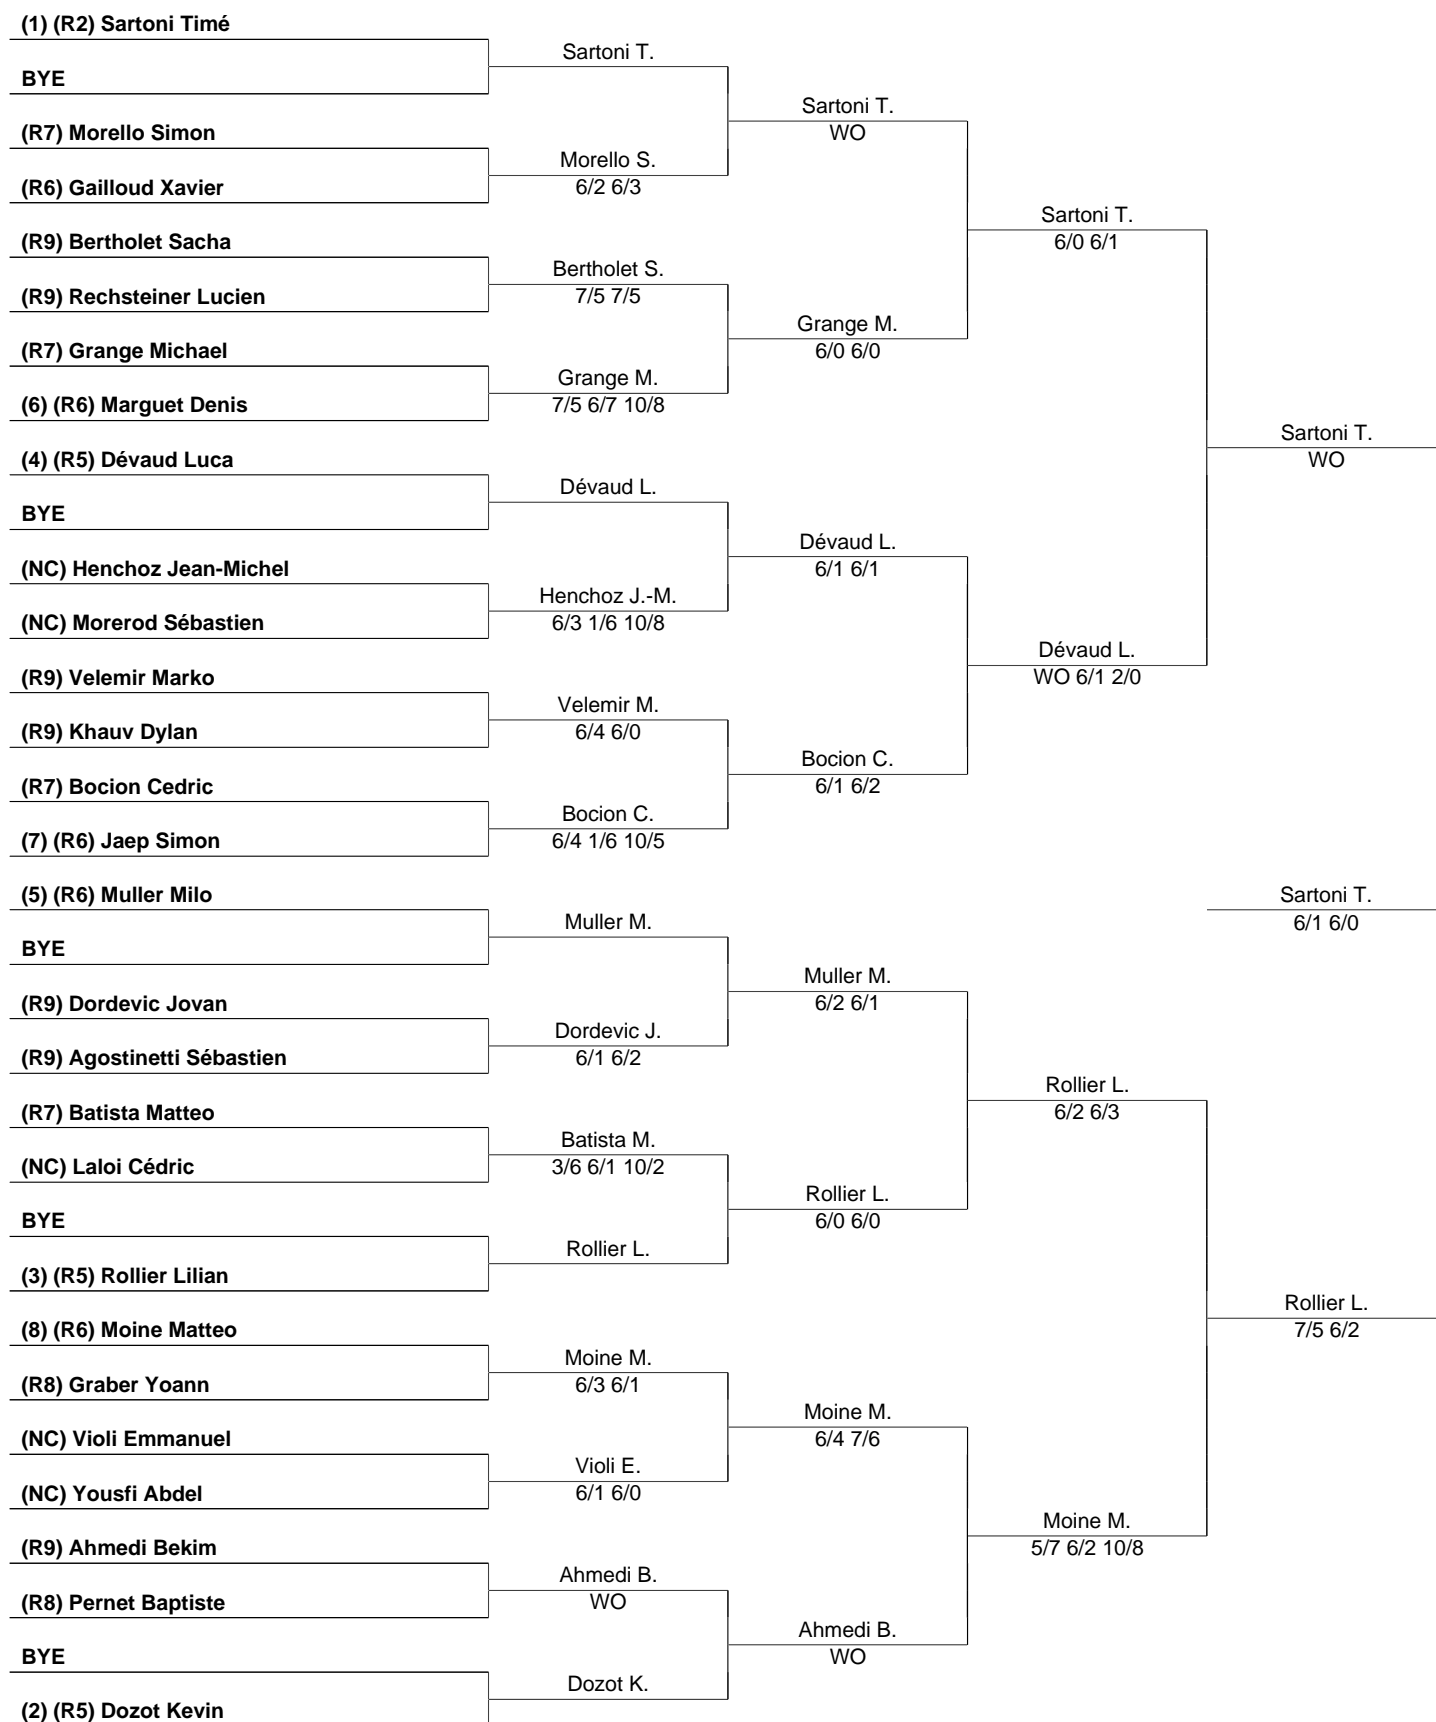 (1) (R2) Sartoni Timé
BYE
(R7) Morello Simon
(R6) Gailloud Xavier
(R9) Bertholet Sacha
(R9) Rechsteiner Lucien
(R7) Grange Michael
(6) (R6) Marguet Denis
(4) (R5) Dévaud Luca
BYE
(NC) Henchoz Jean-Michel
(NC) Morerod Sébastien
(R9) Velemir Marko
(R9) Khauv Dylan
(R7) Bocion Cedric
(7) (R6) Jaep Simon
(5) (R6) Muller Milo
BYE
(R9) Dordevic Jovan
(R9) Agostinetti Sébastien
(R7) Batista Matteo
(NC) Laloi Cédric
BYE
(3) (R5) Rollier Lilian
(8) (R6) Moine Matteo
(R8) Graber Yoann
(NC) Violi Emmanuel
(NC) Yousfi Abdel
(R9) Ahmedi Bekim
(R8) Pernet Baptiste
BYE
(2) (R5) Dozot Kevin
Sartoni T.
Morello S.
6/2 6/3
Bertholet S.
7/5 7/5
Grange M.
7/5 6/7 10/8
Dévaud L.
Henchoz J.-M.
6/3 1/6 10/8
Velemir M.
6/4 6/0
Bocion C.
6/4 1/6 10/5
Muller M.
Dordevic J.
6/1 6/2
Batista M.
3/6 6/1 10/2
Rollier L.
Moine M.
6/3 6/1
Violi E.
6/1 6/0
Ahmedi B.
WO
Dozot K.
Sartoni T.
WO
Grange M.
6/0 6/0
Dévaud L.
6/1 6/1
Bocion C.
6/1 6/2
Muller M.
6/2 6/1
Rollier L.
6/0 6/0
Moine M.
6/4 7/6
Ahmedi B.
WO
Sartoni T.
6/0 6/1
Dévaud L.
WO 6/1 2/0
Rollier L.
6/2 6/3
Moine M.
5/7 6/2 10/8
Sartoni T.
WO
Sartoni T.
6/1 6/0
Rollier L.
7/5 6/2